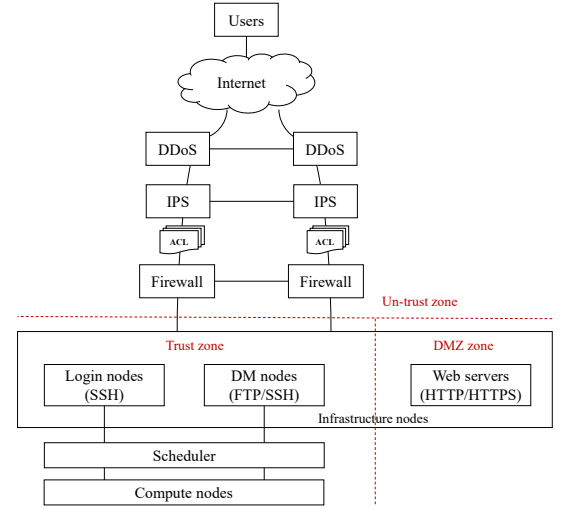 Users
Internet
DDoS DDoS
IPS IPS
ACL ACL
Firewall Firewall
Un-trust zone
Trust zone DMZ zone
Login nodes DM nodes Web servers
(SSH) (FTP/SSH) (HTTP/HTTPS)
Infrastructure nodes
Scheduler
Compute nodes